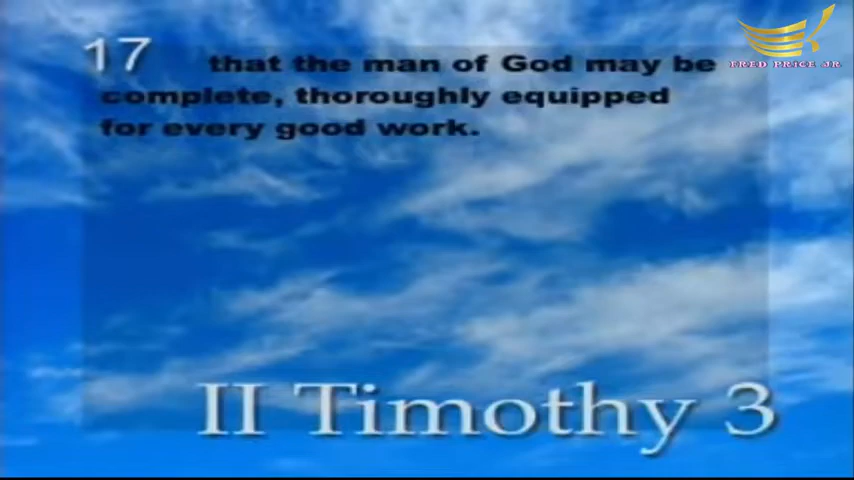 17 that the man of God may be
complete, thoroughly equipped
for every good work.
II Timothy 3
FRED PRICE JR